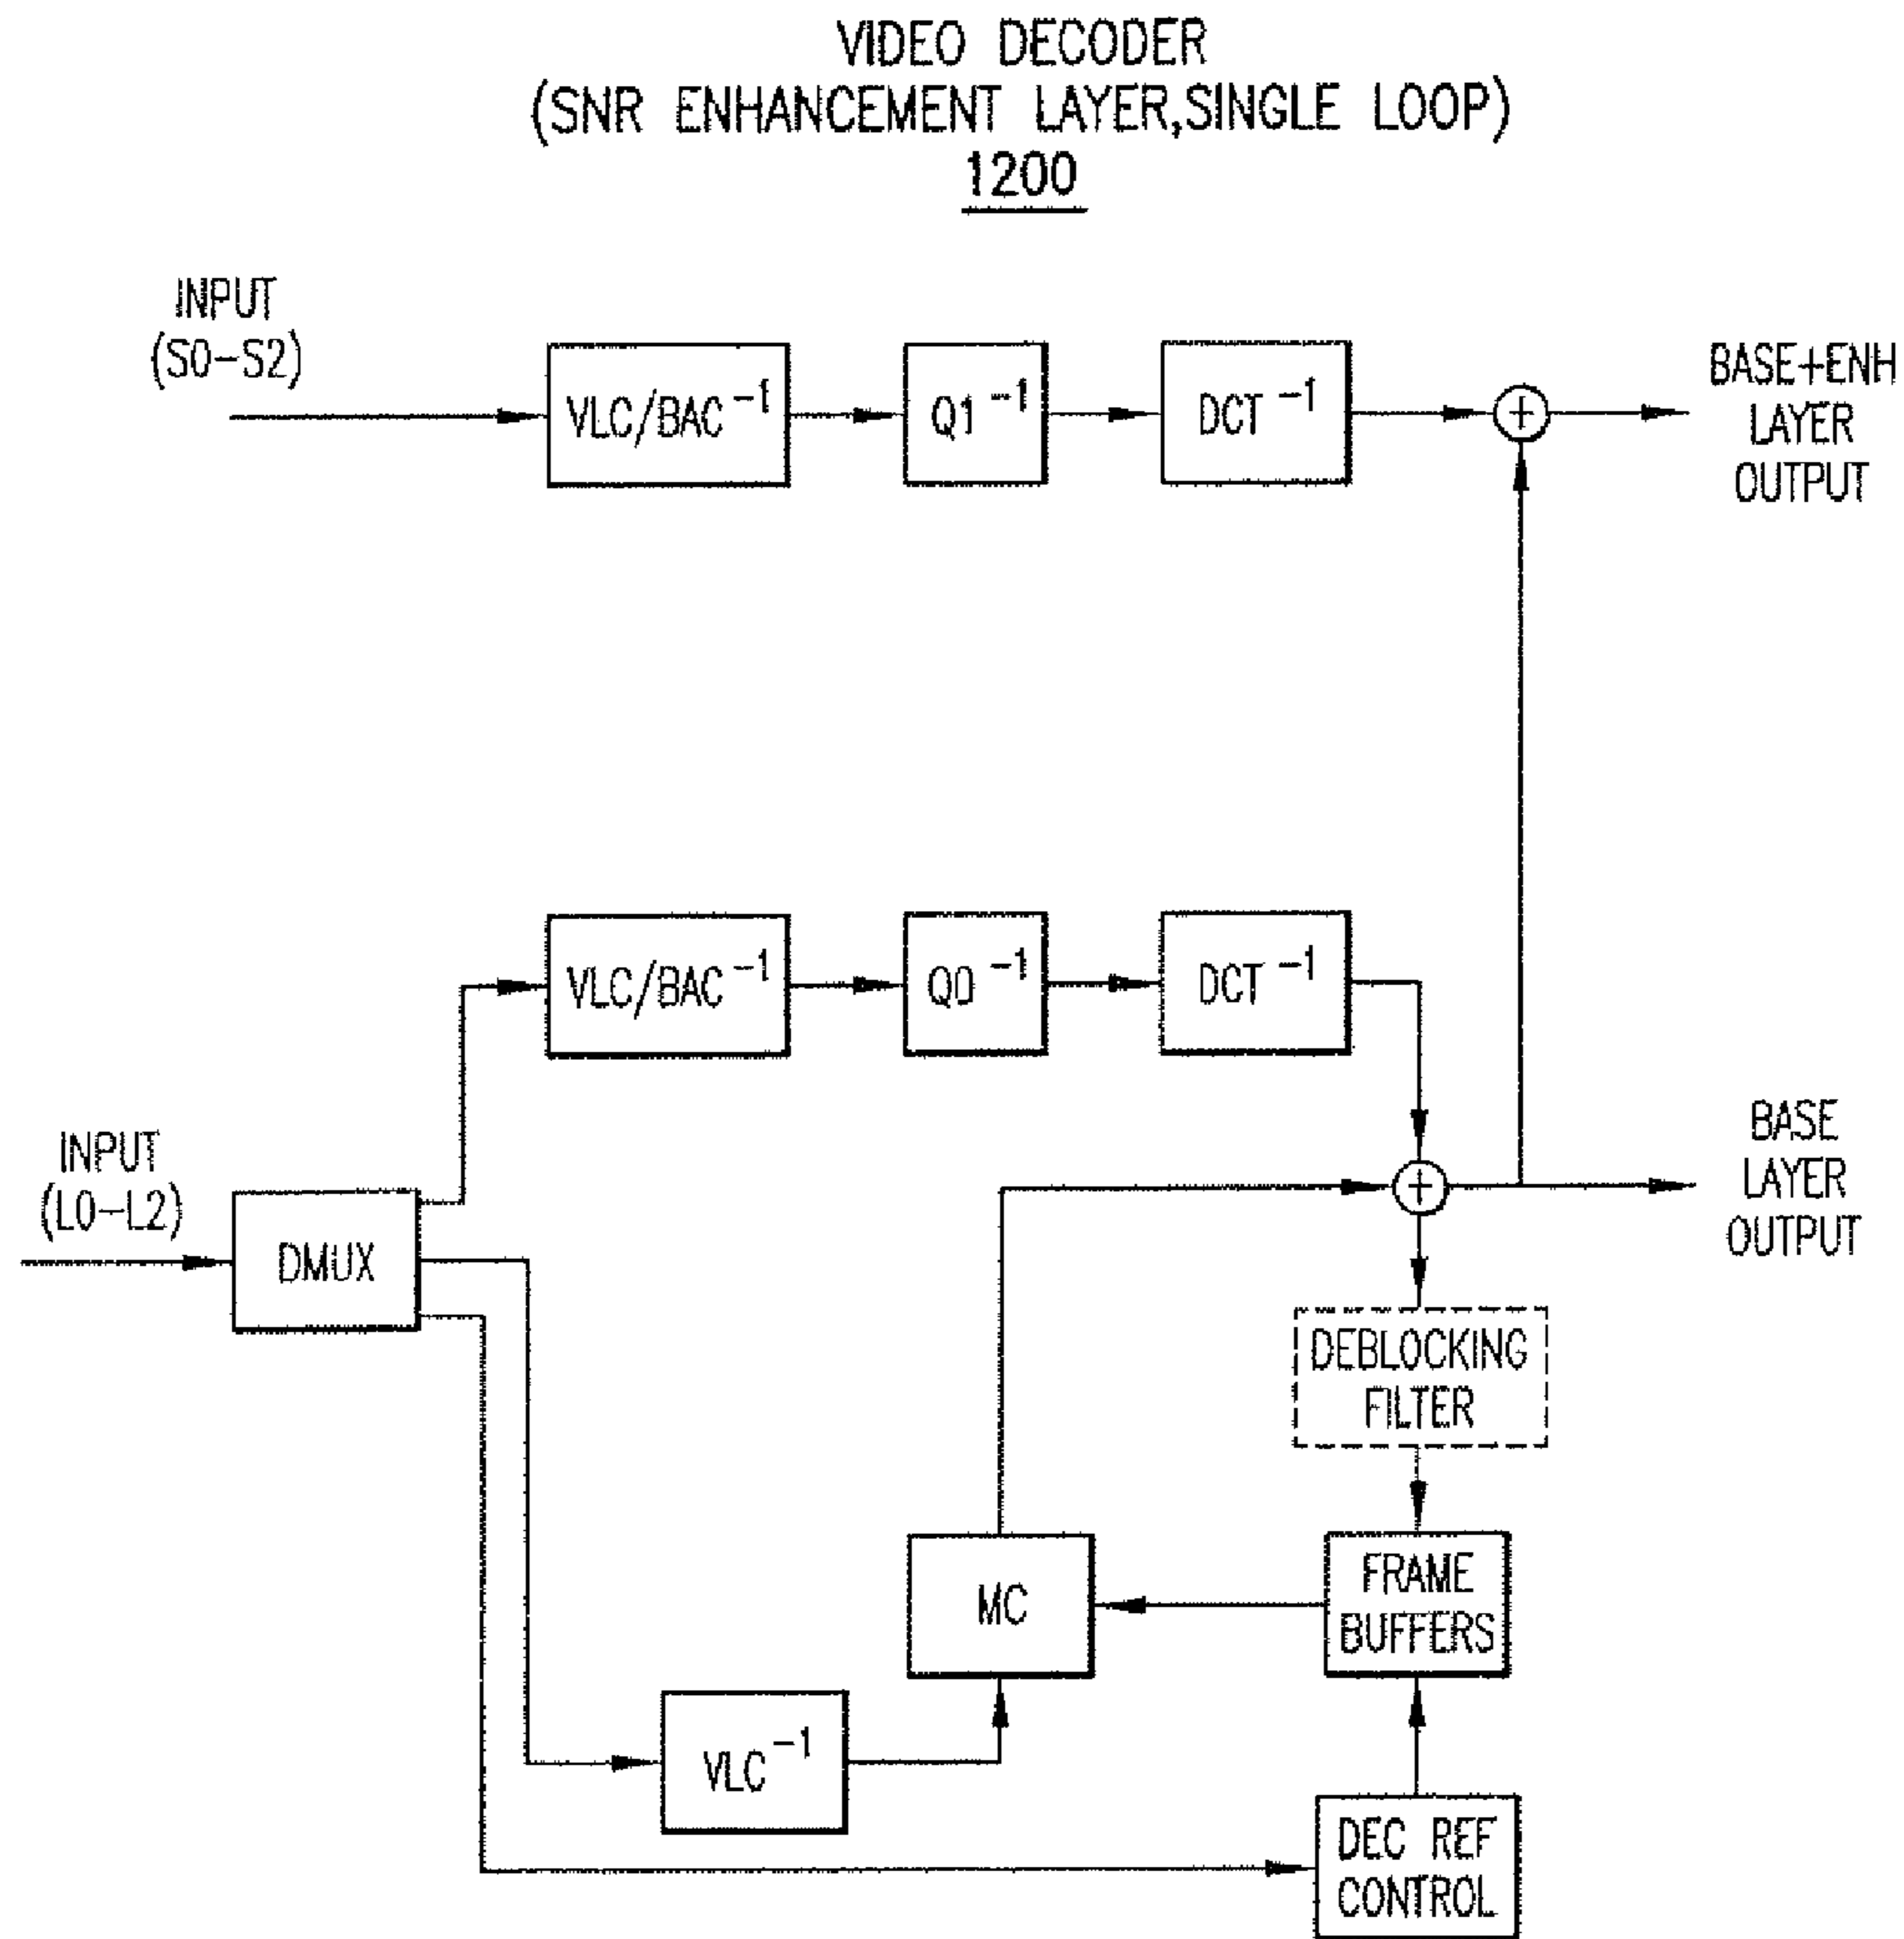 VIDEO DECODER
(SNR ENHANCEMENT LAYER,SINGLE LOOP)
1200
INPUT
(S0-S2)
VLC/BAC⁻¹
Q1⁻¹
DCT⁻¹
BASE+ENH
LAYER
OUTPUT
VLC/BAC⁻¹
Q0⁻¹
DCT⁻¹
INPUT
(L0-L2)
DMUX
BASE
LAYER
OUTPUT
DEBLOCKING
FILTER
MC
FRAME
BUFFERS
VLC⁻¹
DEC REF
CONTROL